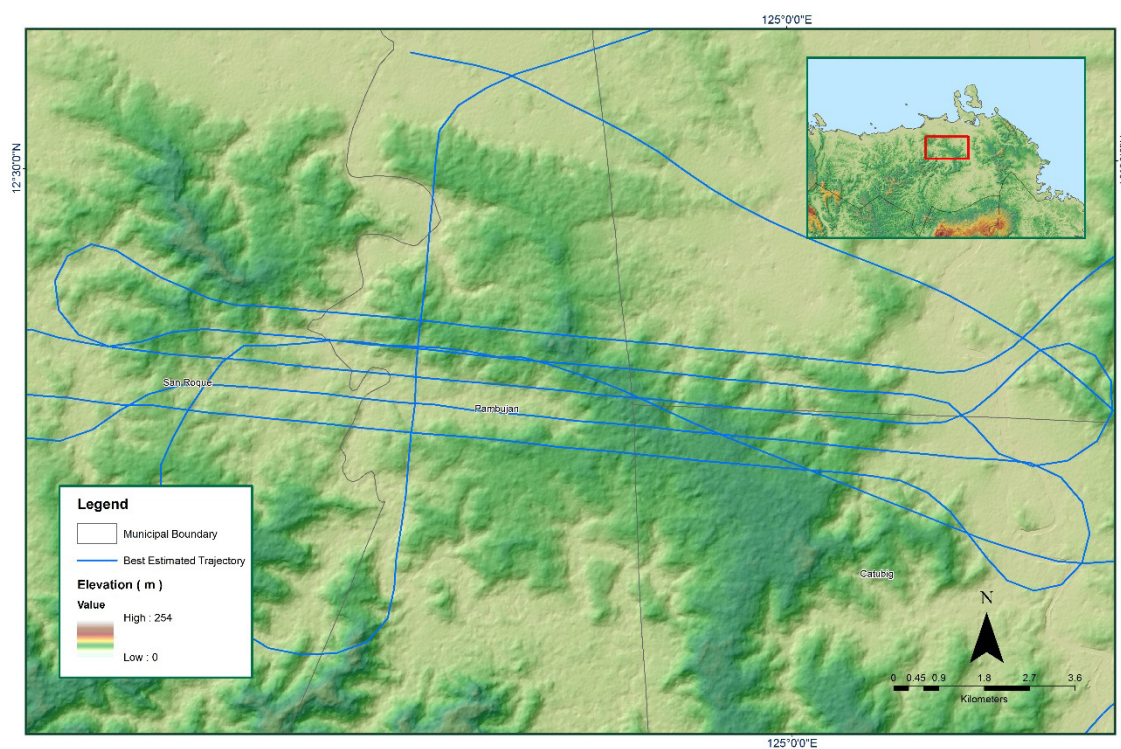 125°0'0"E
12°30'0"N
San Roque
Pambujan
Legend
Municipal Boundary
Best Estimated Trajectory
Elevation ( m )
Value
High : 254
Low : 0
Catubig
N
0 0.45 0.9 1.8 2.7 3.6
Kilometers
125°0'0"E